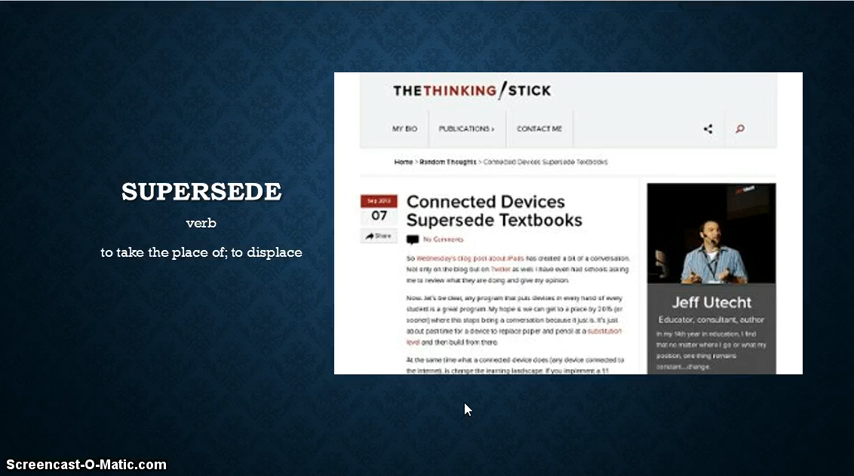 SUPERSEDE
verb
to take the place of; to displace
THETHINKING/STICK
MY BIO
PUBLICATIONS ›
CONTACT ME
Home > Random Thoughts > Connected Devices Supersede Textbooks
Sep 2013
07
Share
Connected Devices
Supersede Textbooks
No Comments
So Wednesday's blog post about iPads has created a bit of a conversation.
Not only on the blog but on Twitter as well I have even had schools asking
me to review what they are doing and give my opinion.
Now, let's be clear, any program that puts devices in every hand of every
student is a great program. My hope is we can get to a place by 2015 (or
sooner) where this stops being a conversation because it just is. It's just
about past time for a device to replace paper and pencil at a substitution
level and then build from there.
At the same time what a connected device does (any device connected to
the Internet), is change the learning landscape. If you implement a 1:1
Jeff Utecht
Educator, consultant, author
In my 14th year in education, I find
that no matter where I go or what my
position, one thing remains
constant...change.
Screencast-O-Matic.com